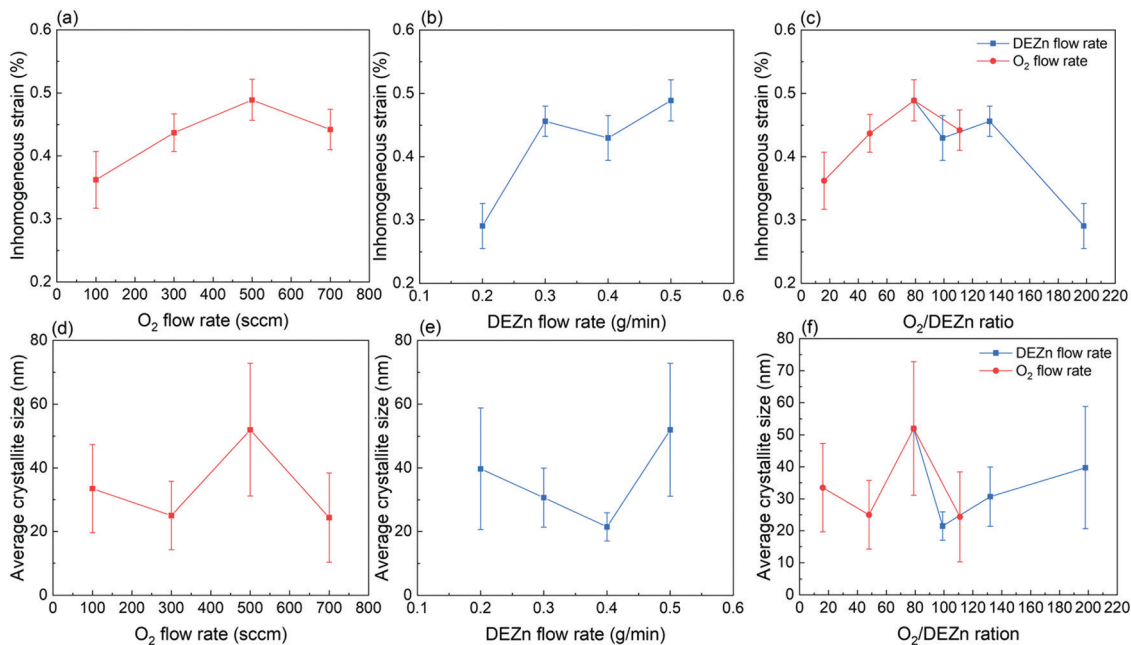 (a)
Inhomogeneous strain (%)
0.6
0.5
0.4
0.3
0.2
0 100 200 300 400 500 600 700 800
O₂ flow rate (sccm)
(b)
Inhomogeneous strain (%)
0.6
0.5
0.4
0.3
0.2
0.1 0.2 0.3 0.4 0.5 0.6
DEZn flow rate (g/min)
(c)
DEZn flow rate
O₂ flow rate
Inhomogeneous strain (%)
0.6
0.5
0.4
0.3
0.2
0 20 40 60 80 100 120 140 160 180 200 220
O₂/DEZn ratio
(d)
Average crystallite size (nm)
80
60
40
20
0
0 100 200 300 400 500 600 700 800
O₂ flow rate (sccm)
(e)
Average crystallite size (nm)
80
60
40
20
0
0.1 0.2 0.3 0.4 0.5 0.6
DEZn flow rate (g/min)
(f)
DEZn flow rate
O₂ flow rate
Average crystallite size (nm)
80
70
60
50
40
30
20
10
0
0 20 40 60 80 100 120 140 160 180 200 220
O₂/DEZn ration